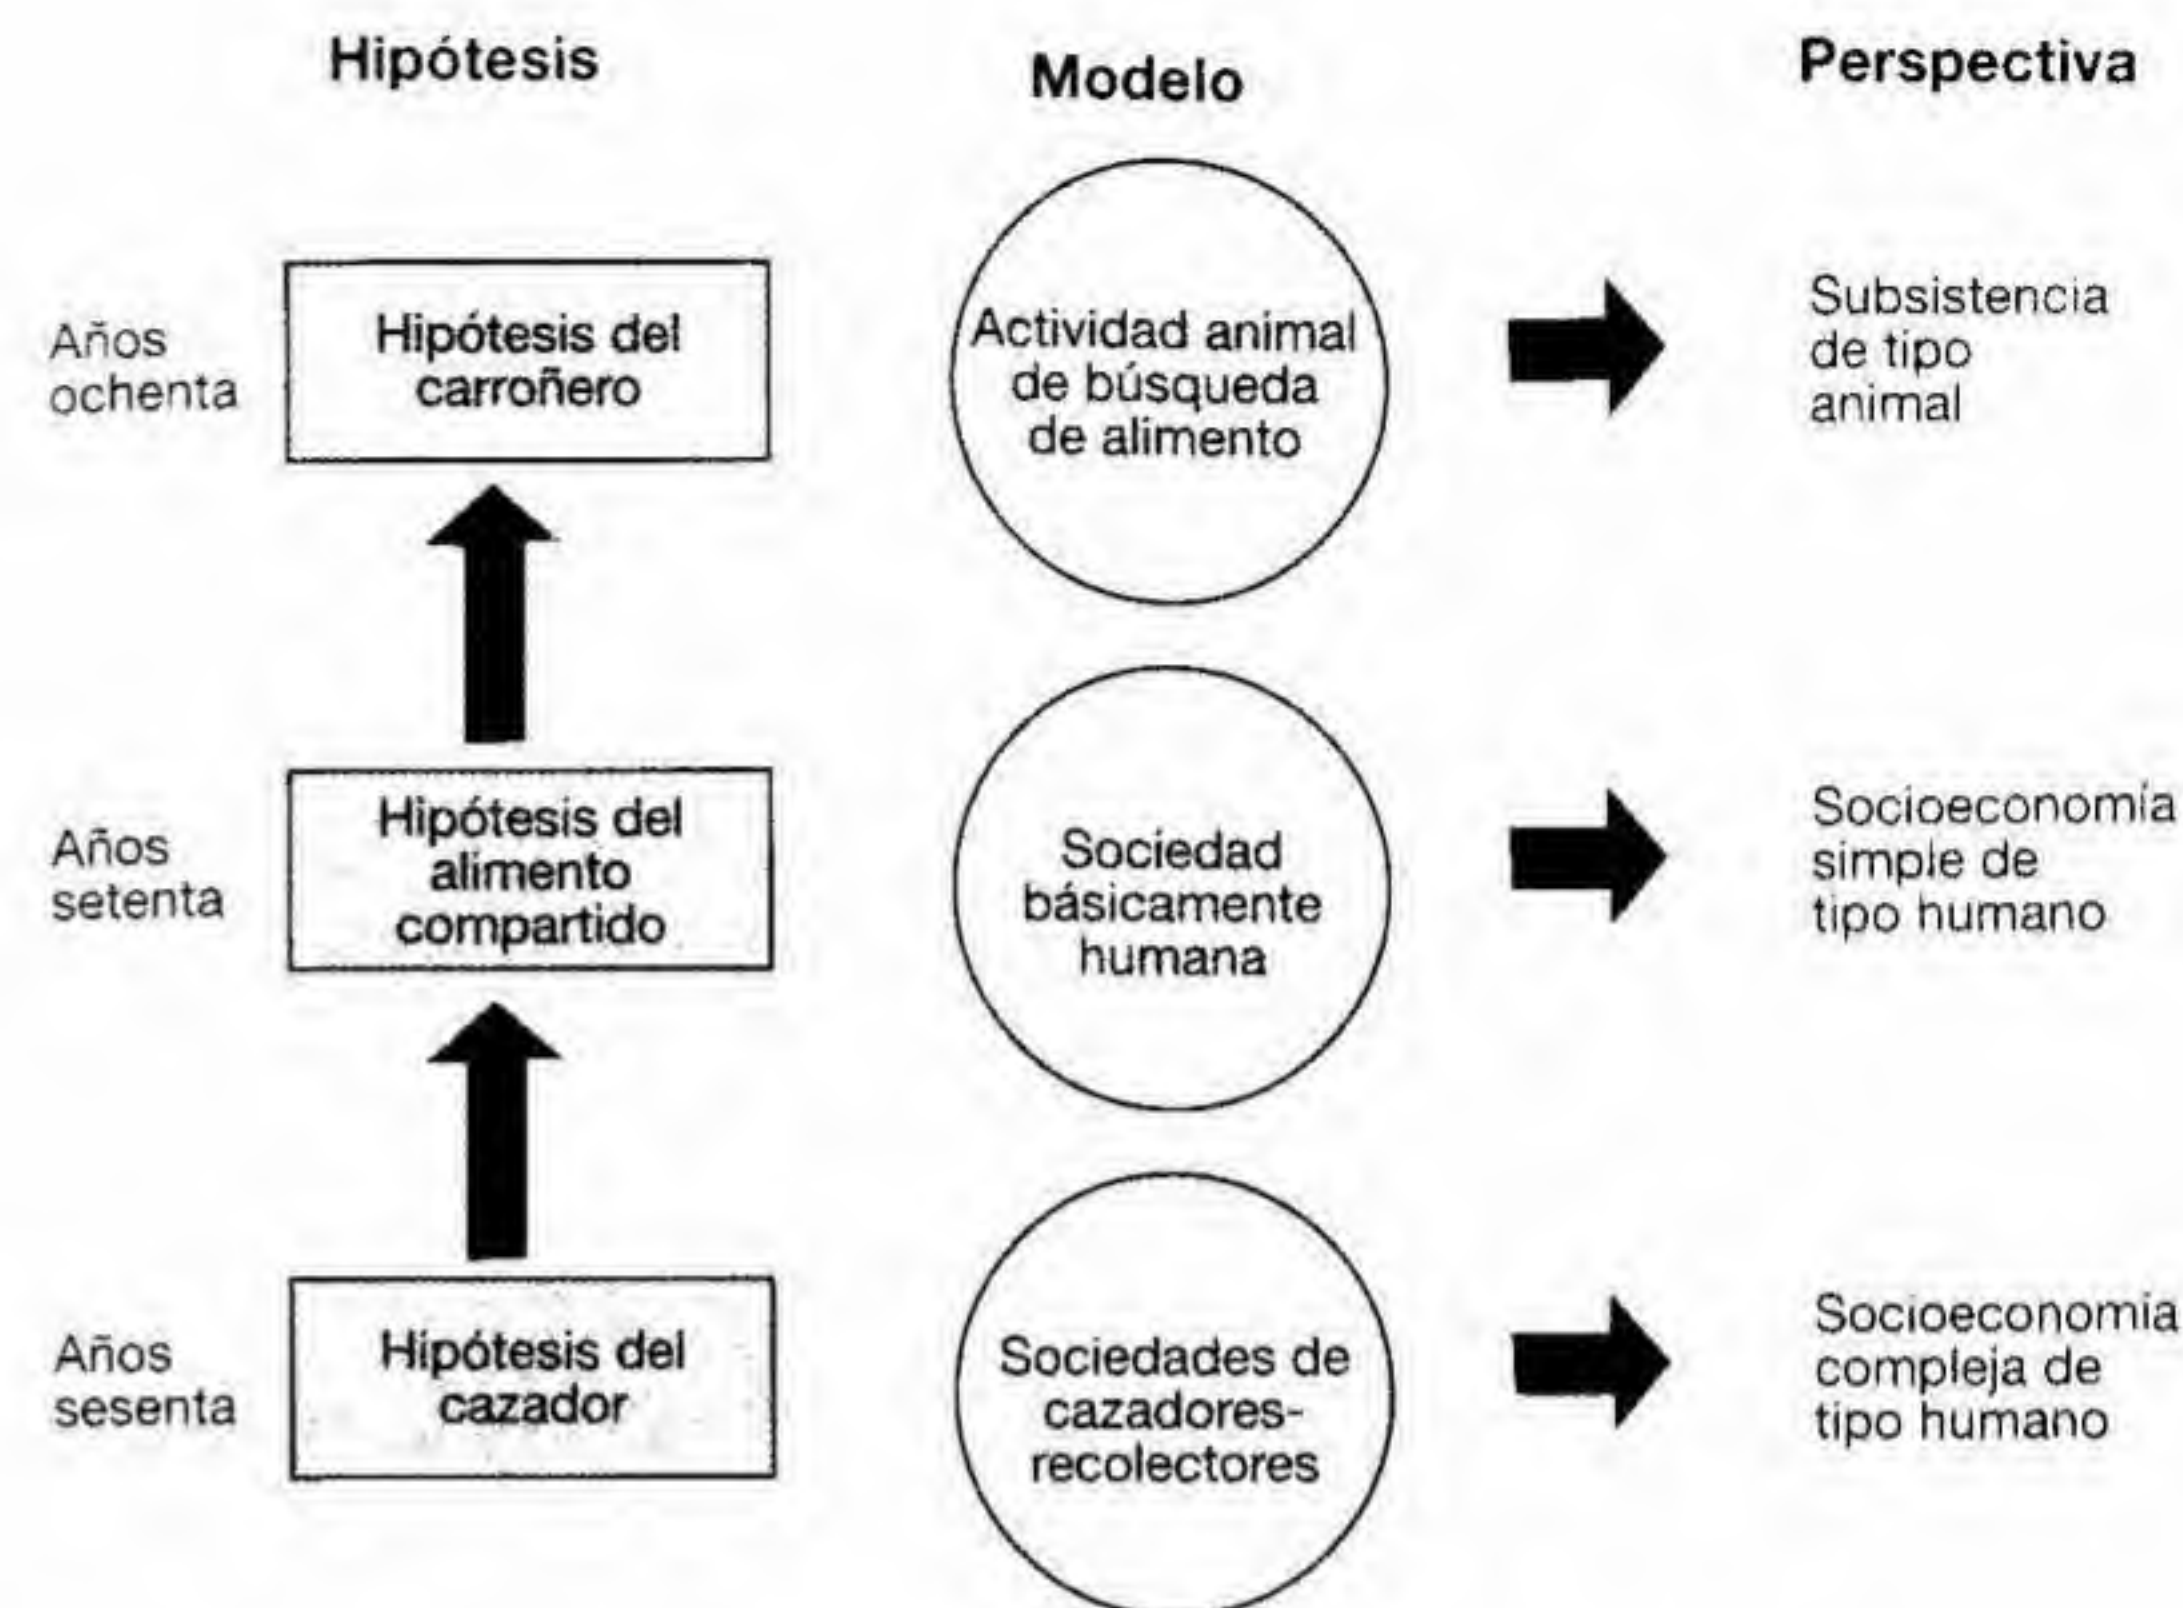 Hipótesis
Modelo
Perspectiva
Años
ochenta
Hipótesis del
carroñero
Actividad animal
de búsqueda
de alimento
Subsistencia
de tipo
animal
Años
setenta
Hipótesis del
alimento
compartido
Sociedad
básicamente
humana
Socioeconomía
simple de
tipo humano
Años
sesenta
Hipótesis del
cazador
Sociedades de
cazadores-
recolectores
Socioeconomía
compleja de
tipo humano